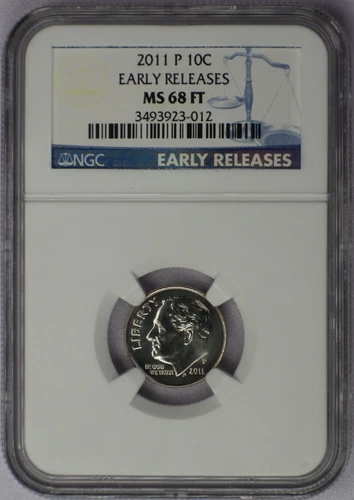 2011 P 10C
EARLY RELEASES
MS 68 FT
3493923-012
NGC
EARLY RELEASES
LIBERTY
IN GOD
WE TRUST
P
2011